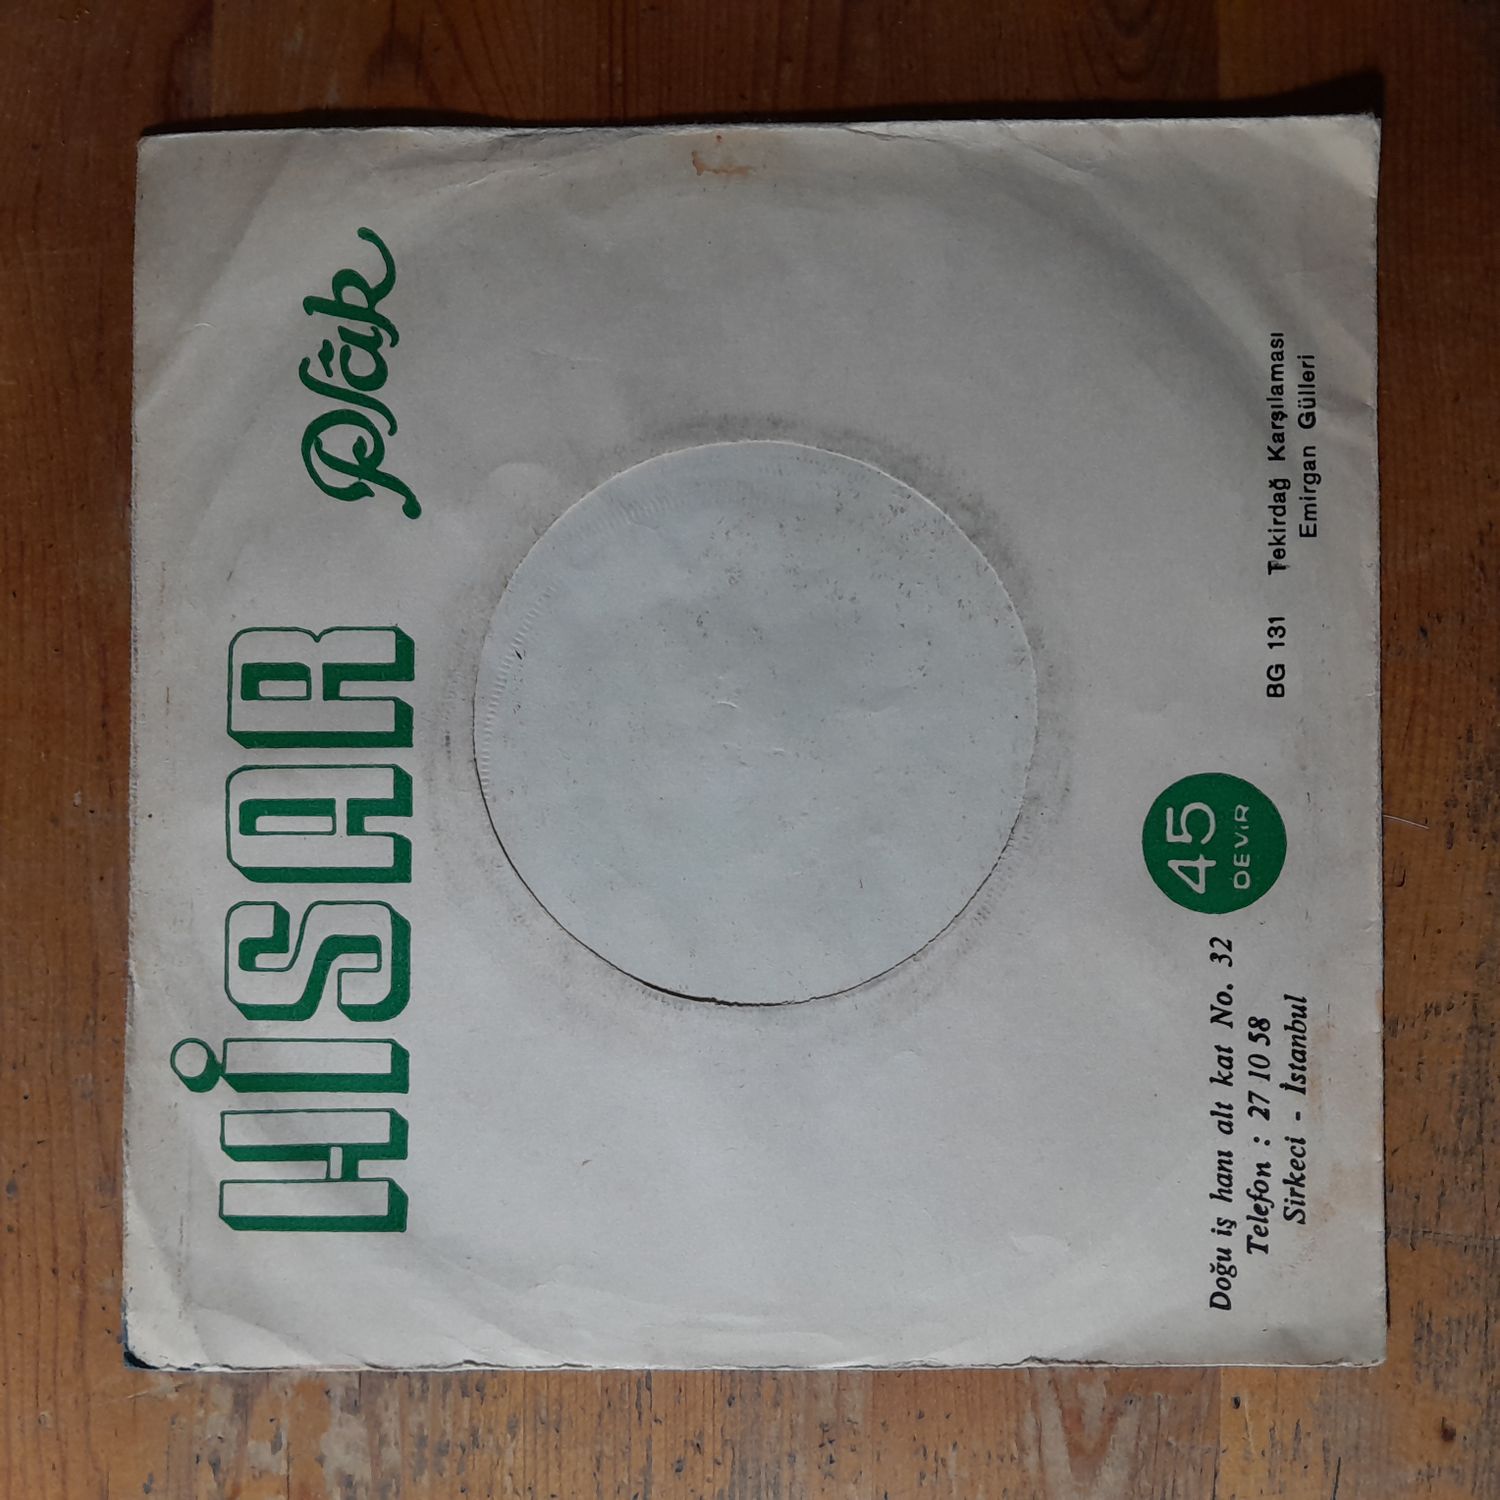 HİSAR Plâk
Doğu iş hanı alt kat No. 32
Telefon : 27 10 58
Sirkeci - İstanbul
45
DEViR
BG 131 Tekirdağ Karşılaması
Emirgan Gülleri